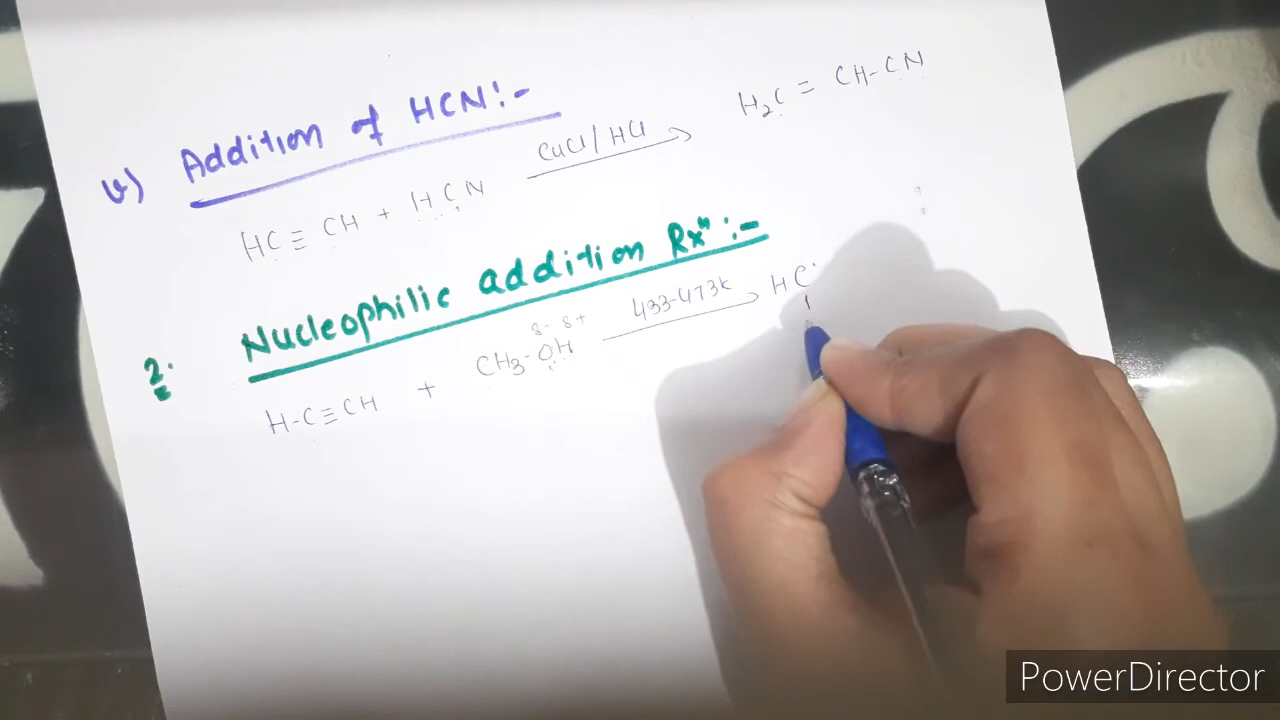 v) Addition of HCN:-
HC ≡ CH + HCN CuCl/HCl → H2C = CH-CN
2. Nucleophilic addition Rxⁿ :-
H-C≡CH + CH3-OH δ- δ+ 433-473K → HC
PowerDirector